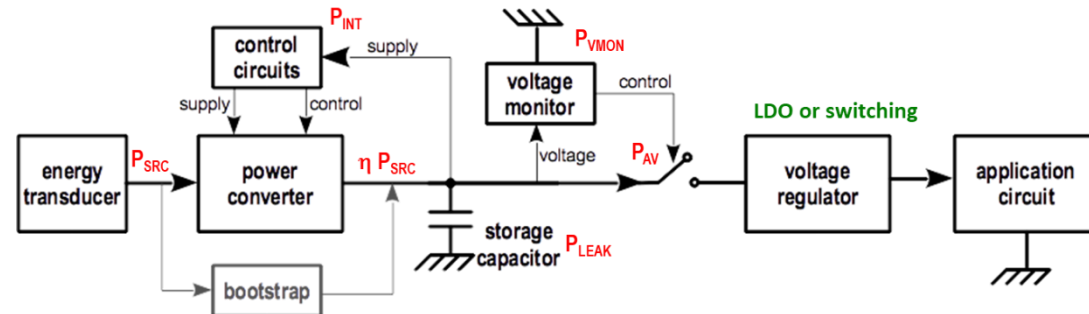 P_INT
control
circuits
supply
supply
control
energy
transducer
P_SRC
power
converter
η P_SRC
bootstrap
storage
capacitor
P_LEAK
P_VMON
voltage
monitor
control
voltage
P_AV
LDO or switching
voltage
regulator
application
circuit